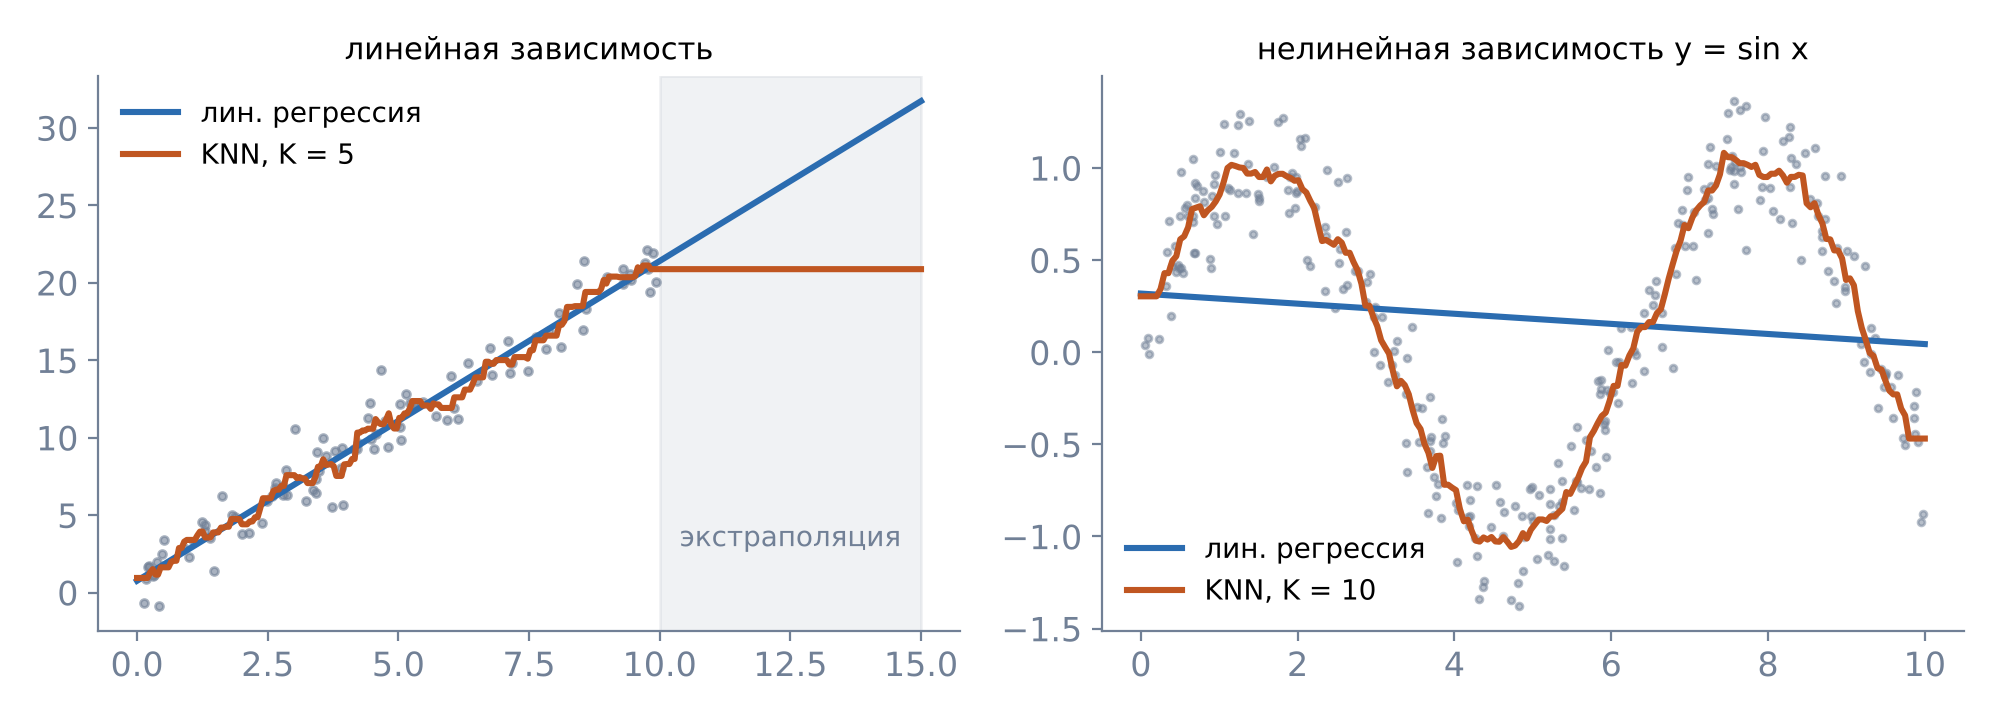 линейная зависимость
лин. регрессия
KNN, K = 5
экстраполяция
30
25
20
15
10
5
0
0.0 2.5 5.0 7.5 10.0 12.5 15.0
нелинейная зависимость y = sin x
1.0
0.5
0.0
−0.5
−1.0
−1.5
лин. регрессия
KNN, K = 10
0 2 4 6 8 10